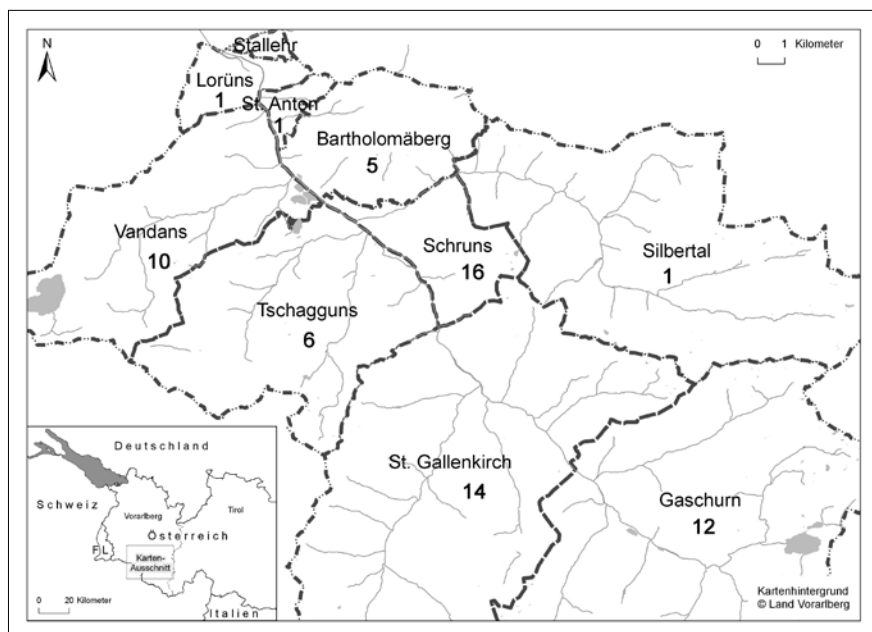 N
0 1 Kilometer
Stallehr
Lorüns
1
St. Anton
1
Bartholomäberg
5
Vandans
10
Schruns
16
Silbertal
1
Tschagguns
6
St. Gallenkirch
14
Gaschurn
12
Deutschland
Schweiz
Vorarlberg
Tirol
Österreich
FL
Karten-
Ausschnitt
0 20 Kilometer
Italien
Kartenhintergrund
© Land Vorarlberg